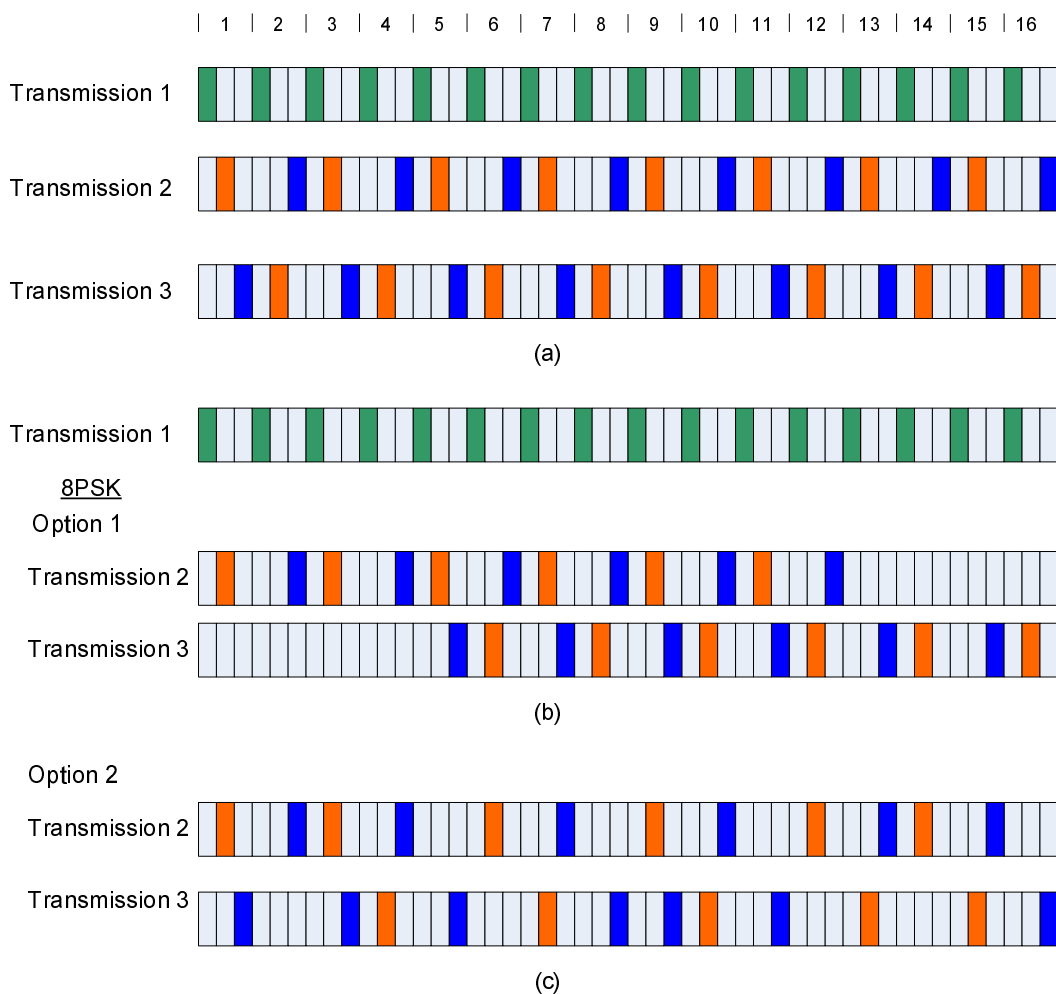 1 2 3 4 5 6 7 8 9 10 11 12 13 14 15 16
Transmission 1
Transmission 2
Transmission 3
(a)
Transmission 1
8PSK
Option 1
Transmission 2
Transmission 3
(b)
Option 2
Transmission 2
Transmission 3
(c)